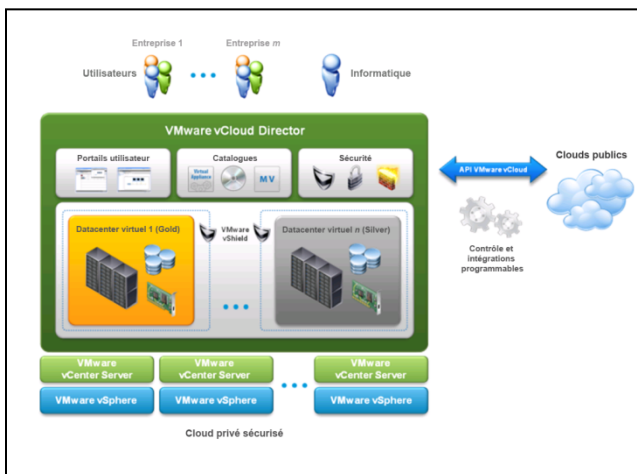 Entreprise 1
Entreprise m
Utilisateurs
Informatique
VMware vCloud Director
Portails utilisateur
Catalogues
Sécurité
Virtual
Appliance
MV
API VMware vCloud
Clouds publics
Datacenter virtuel 1 (Gold)
VMware
vShield
Datacenter virtuel n (Silver)
Contrôle et
intégrations
programmables
VMware
vCenter Server
VMware
vCenter Server
VMware
vCenter Server
VMware vSphere
VMware vSphere
VMware vSphere
Cloud privé sécurisé